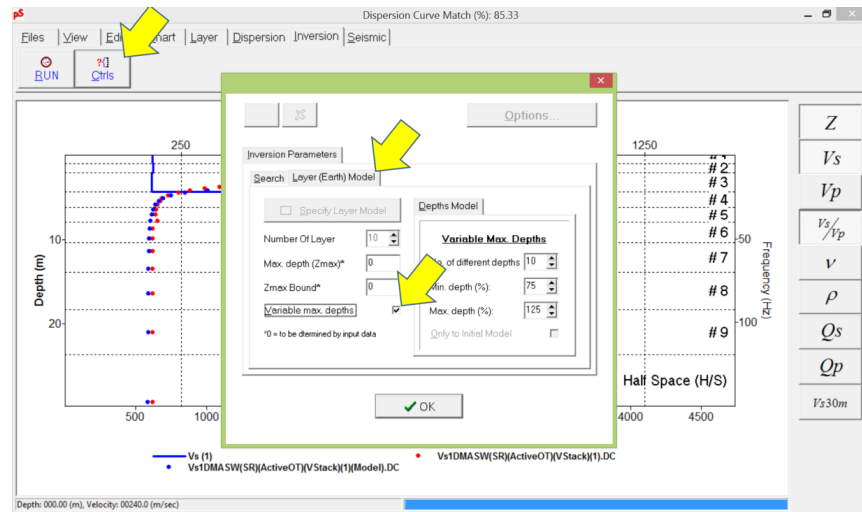 pS
Dispersion Curve Match (%): 85.33
Files View Layer Dispersion Inversion Seismic
?{]
RUN Ctrls
Options...
Inversion Parameters
Search Layer (Earth) Model
Specify Layer Model
Depths Model
Number Of Layer 10
Variable Max. Depths
Max. depth (Zmax)* 0
of different depths 10
Zmax Bound* 0
Min. depth (%): 75
Variable max. depths
Max. depth (%): 125
*0 = to be dtermined by input data
Only to Initial Model
OK
250
1250
#2
#3
#4
#5
#6
#7
#8
#9
Half Space (H/S)
10
20
Depth (m)
50
100
Frequency (Hz)
500 1000 4000 4500
Vs (1)
Vs1DMASW(SR)(ActiveOT)(VStack)(1).DC
Vs1DMASW(SR)(ActiveOT)(VStack)(1)(Model).DC
Z
Vs
Vp
Vs/Vp
ν
ρ
Qs
Qp
Vs30m
Depth: 000.00 (m), Velocity: 00240.0 (m/sec)